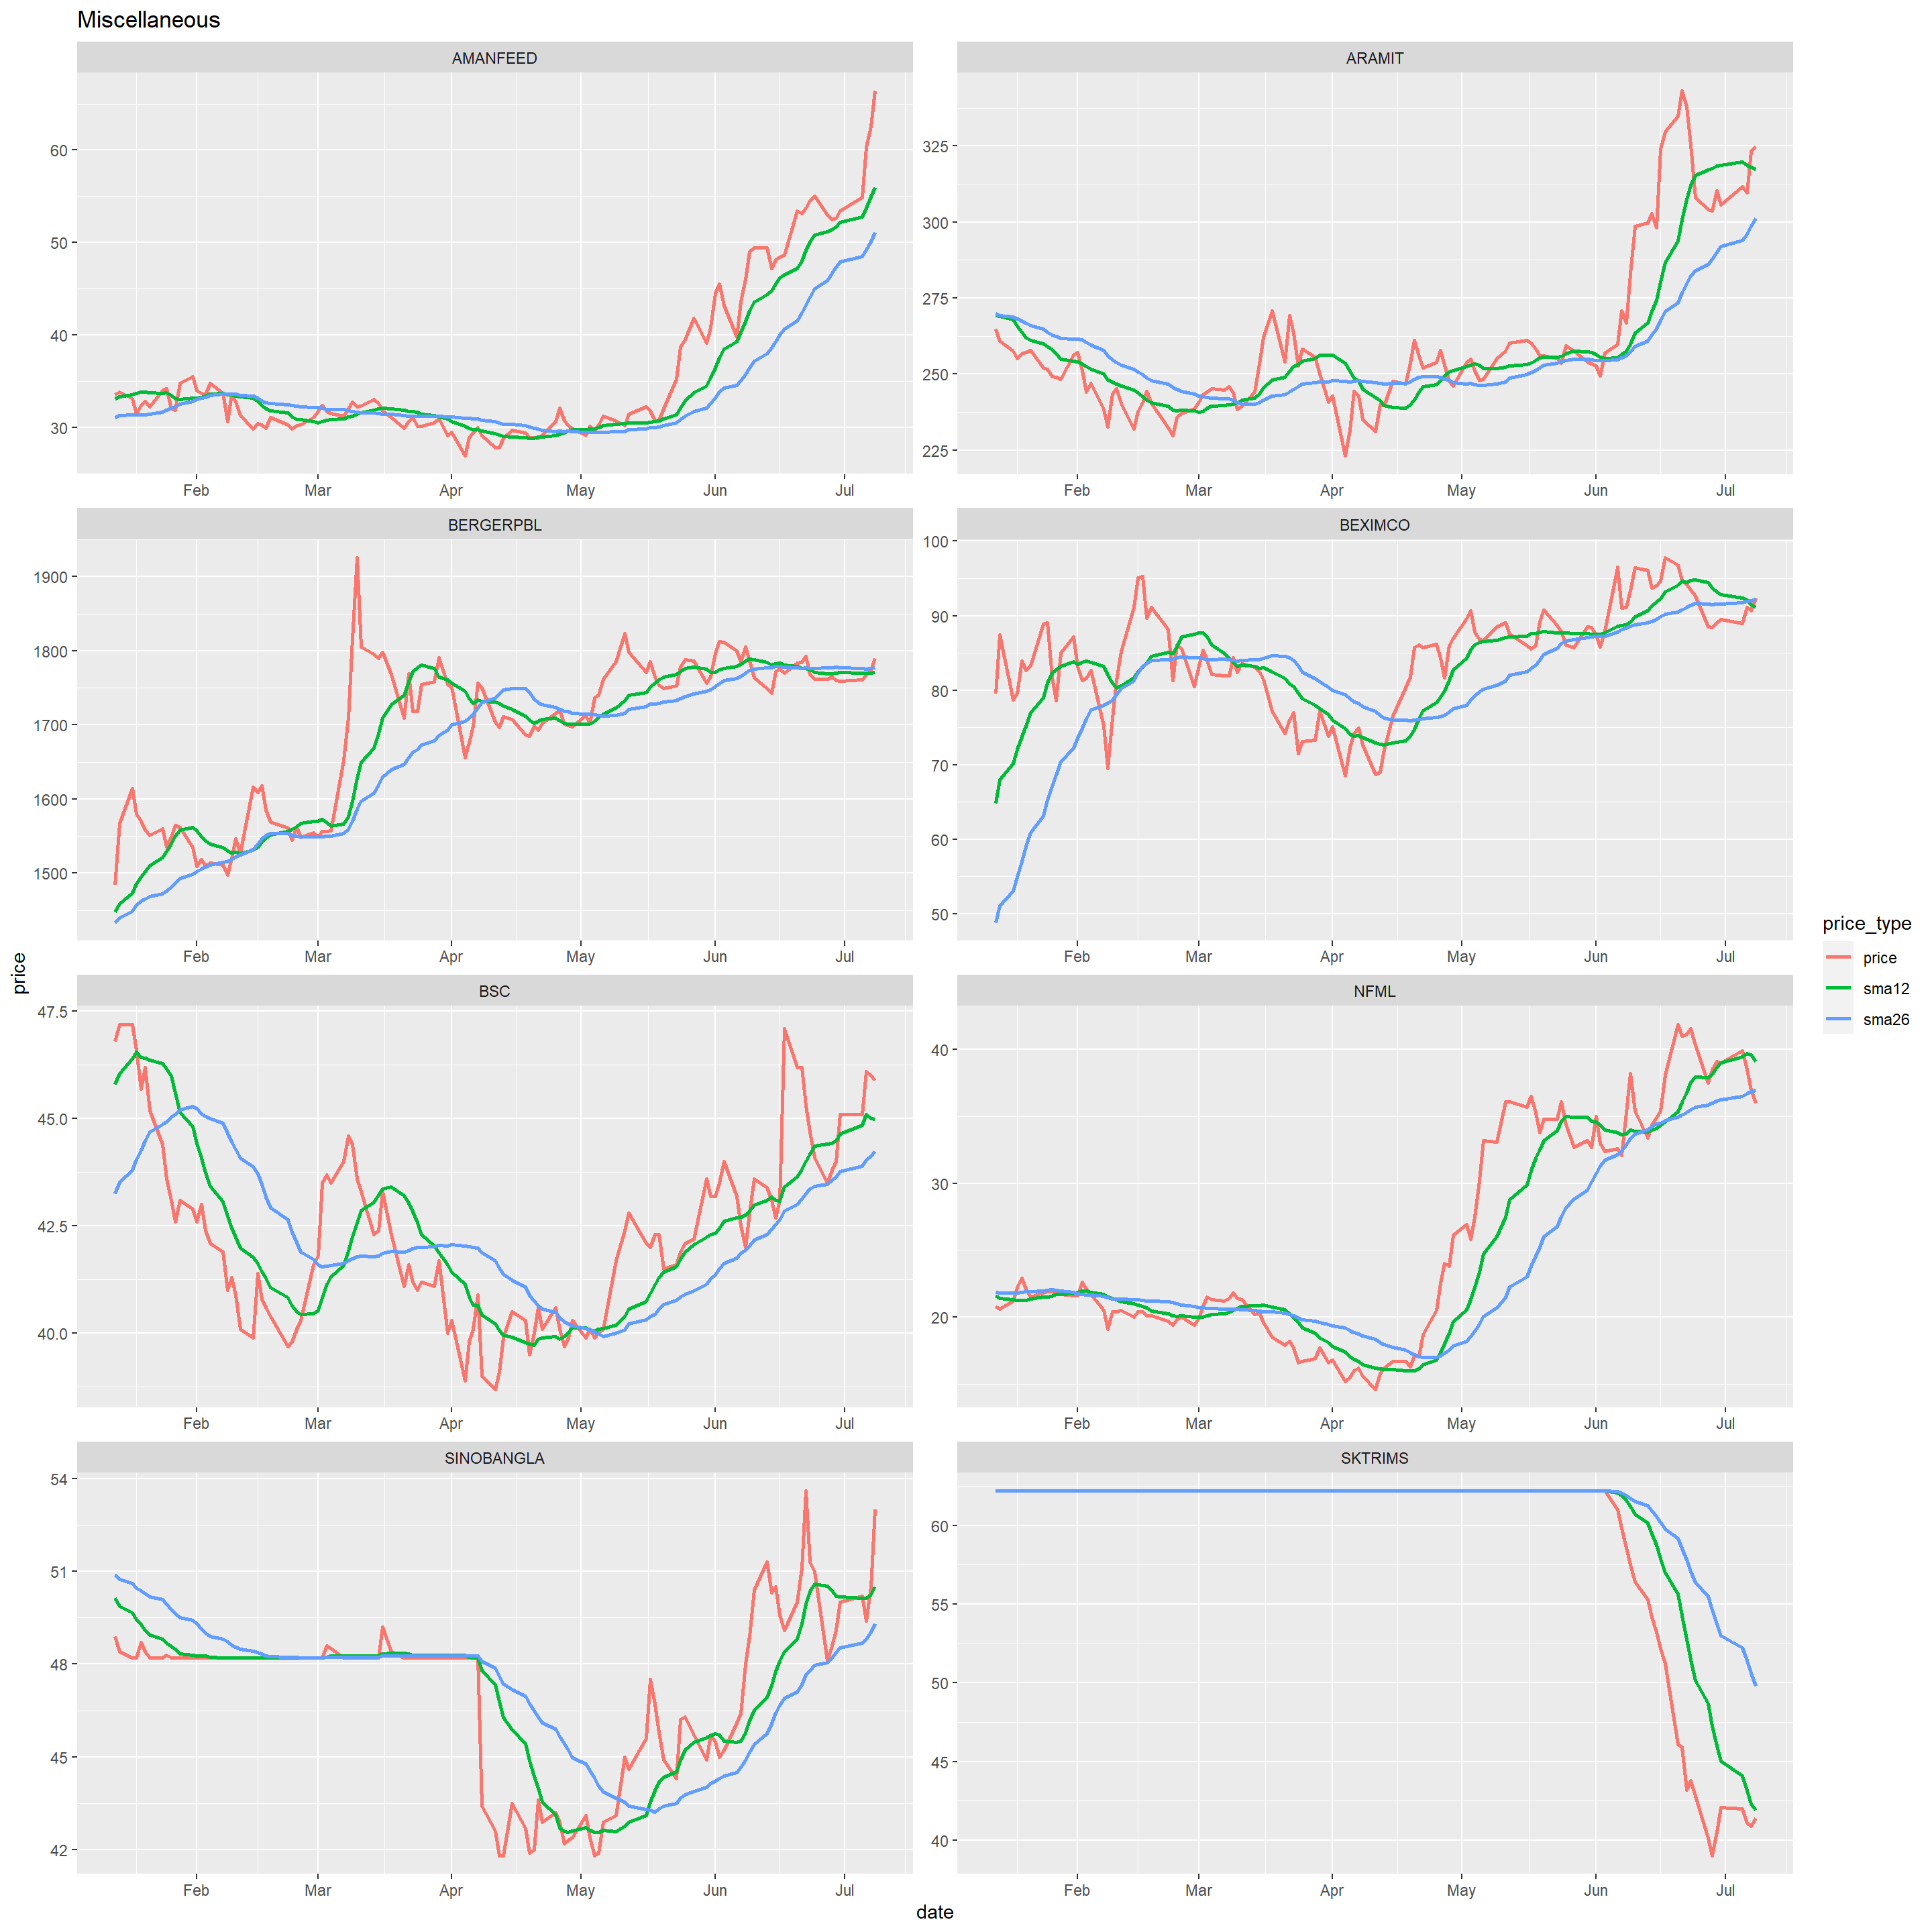 Miscellaneous
AMANFEED
ARAMIT
60
50
40
30
325
300
275
250
225
Feb Mar Apr May Jun Jul
Feb Mar Apr May Jun Jul
BERGERPBL
BEXIMCO
1900
1800
1700
1600
1500
100
90
80
70
60
50
Feb Mar Apr May Jun Jul
Feb Mar Apr May Jun Jul
price
price_type
price
sma12
sma26
BSC
NFML
47.5
45.0
42.5
40.0
40
30
20
Feb Mar Apr May Jun Jul
Feb Mar Apr May Jun Jul
SINOBANGLA
SKTRIMS
54
51
48
45
42
60
55
50
45
40
Feb Mar Apr May Jun Jul
Feb Mar Apr May Jun Jul
date